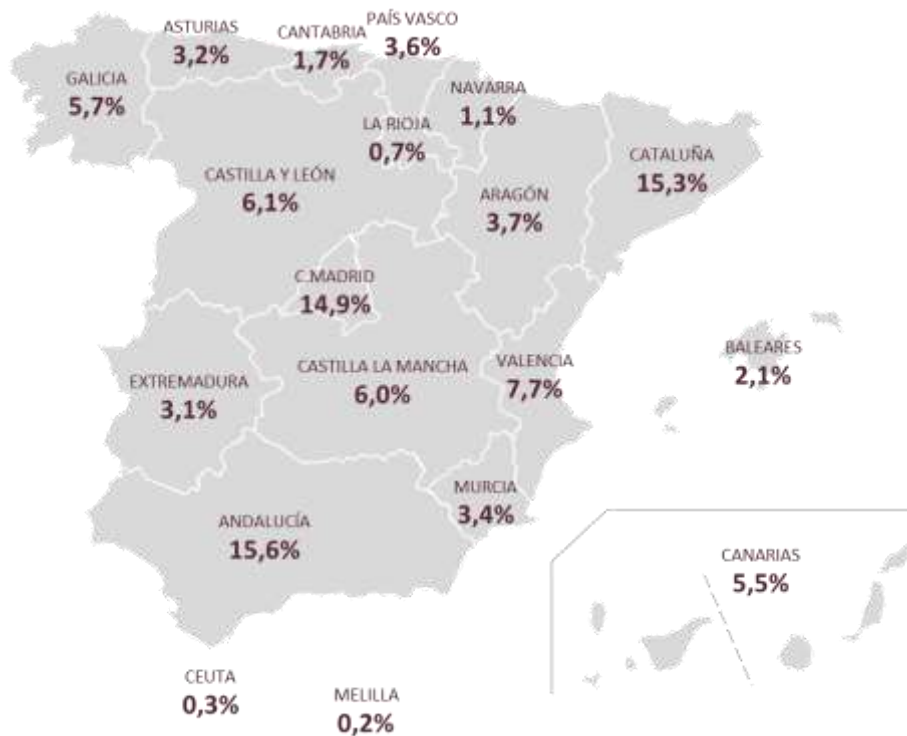 PAÍS VASCO
3,6%
ASTURIAS
3,2%
CANTABRIA
1,7%
GALICIA
5,7%
NAVARRA
1,1%
LA RIOJA
0,7%
CATALUÑA
15,3%
CASTILLA Y LEÓN
6,1%
ARAGÓN
3,7%
C.MADRID
14,9%
BALEARES
2,1%
VALENCIA
7,7%
CASTILLA LA MANCHA
6,0%
EXTREMADURA
3,1%
MURCIA
3,4%
ANDALUCÍA
15,6%
CANARIAS
5,5%
CEUTA
0,3%
MELILLA
0,2%